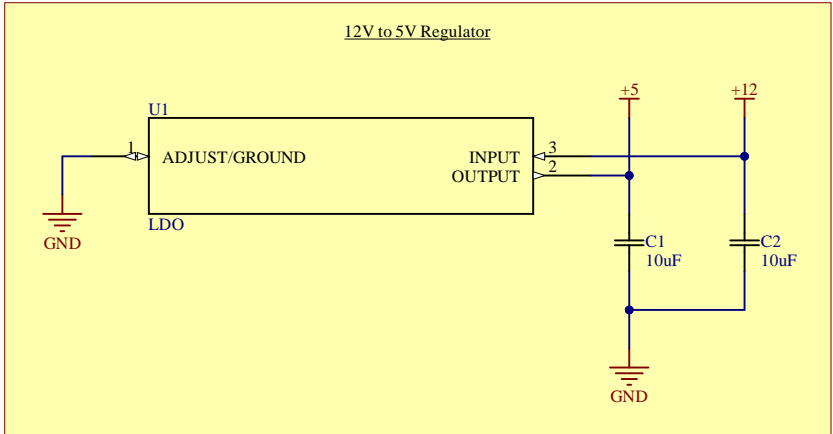 12V to 5V Regulator
U1
+5
+12
1
ADJUST/GROUND
INPUT
3
OUTPUT
2
LDO
GND
C1
10uF
C2
10uF
GND